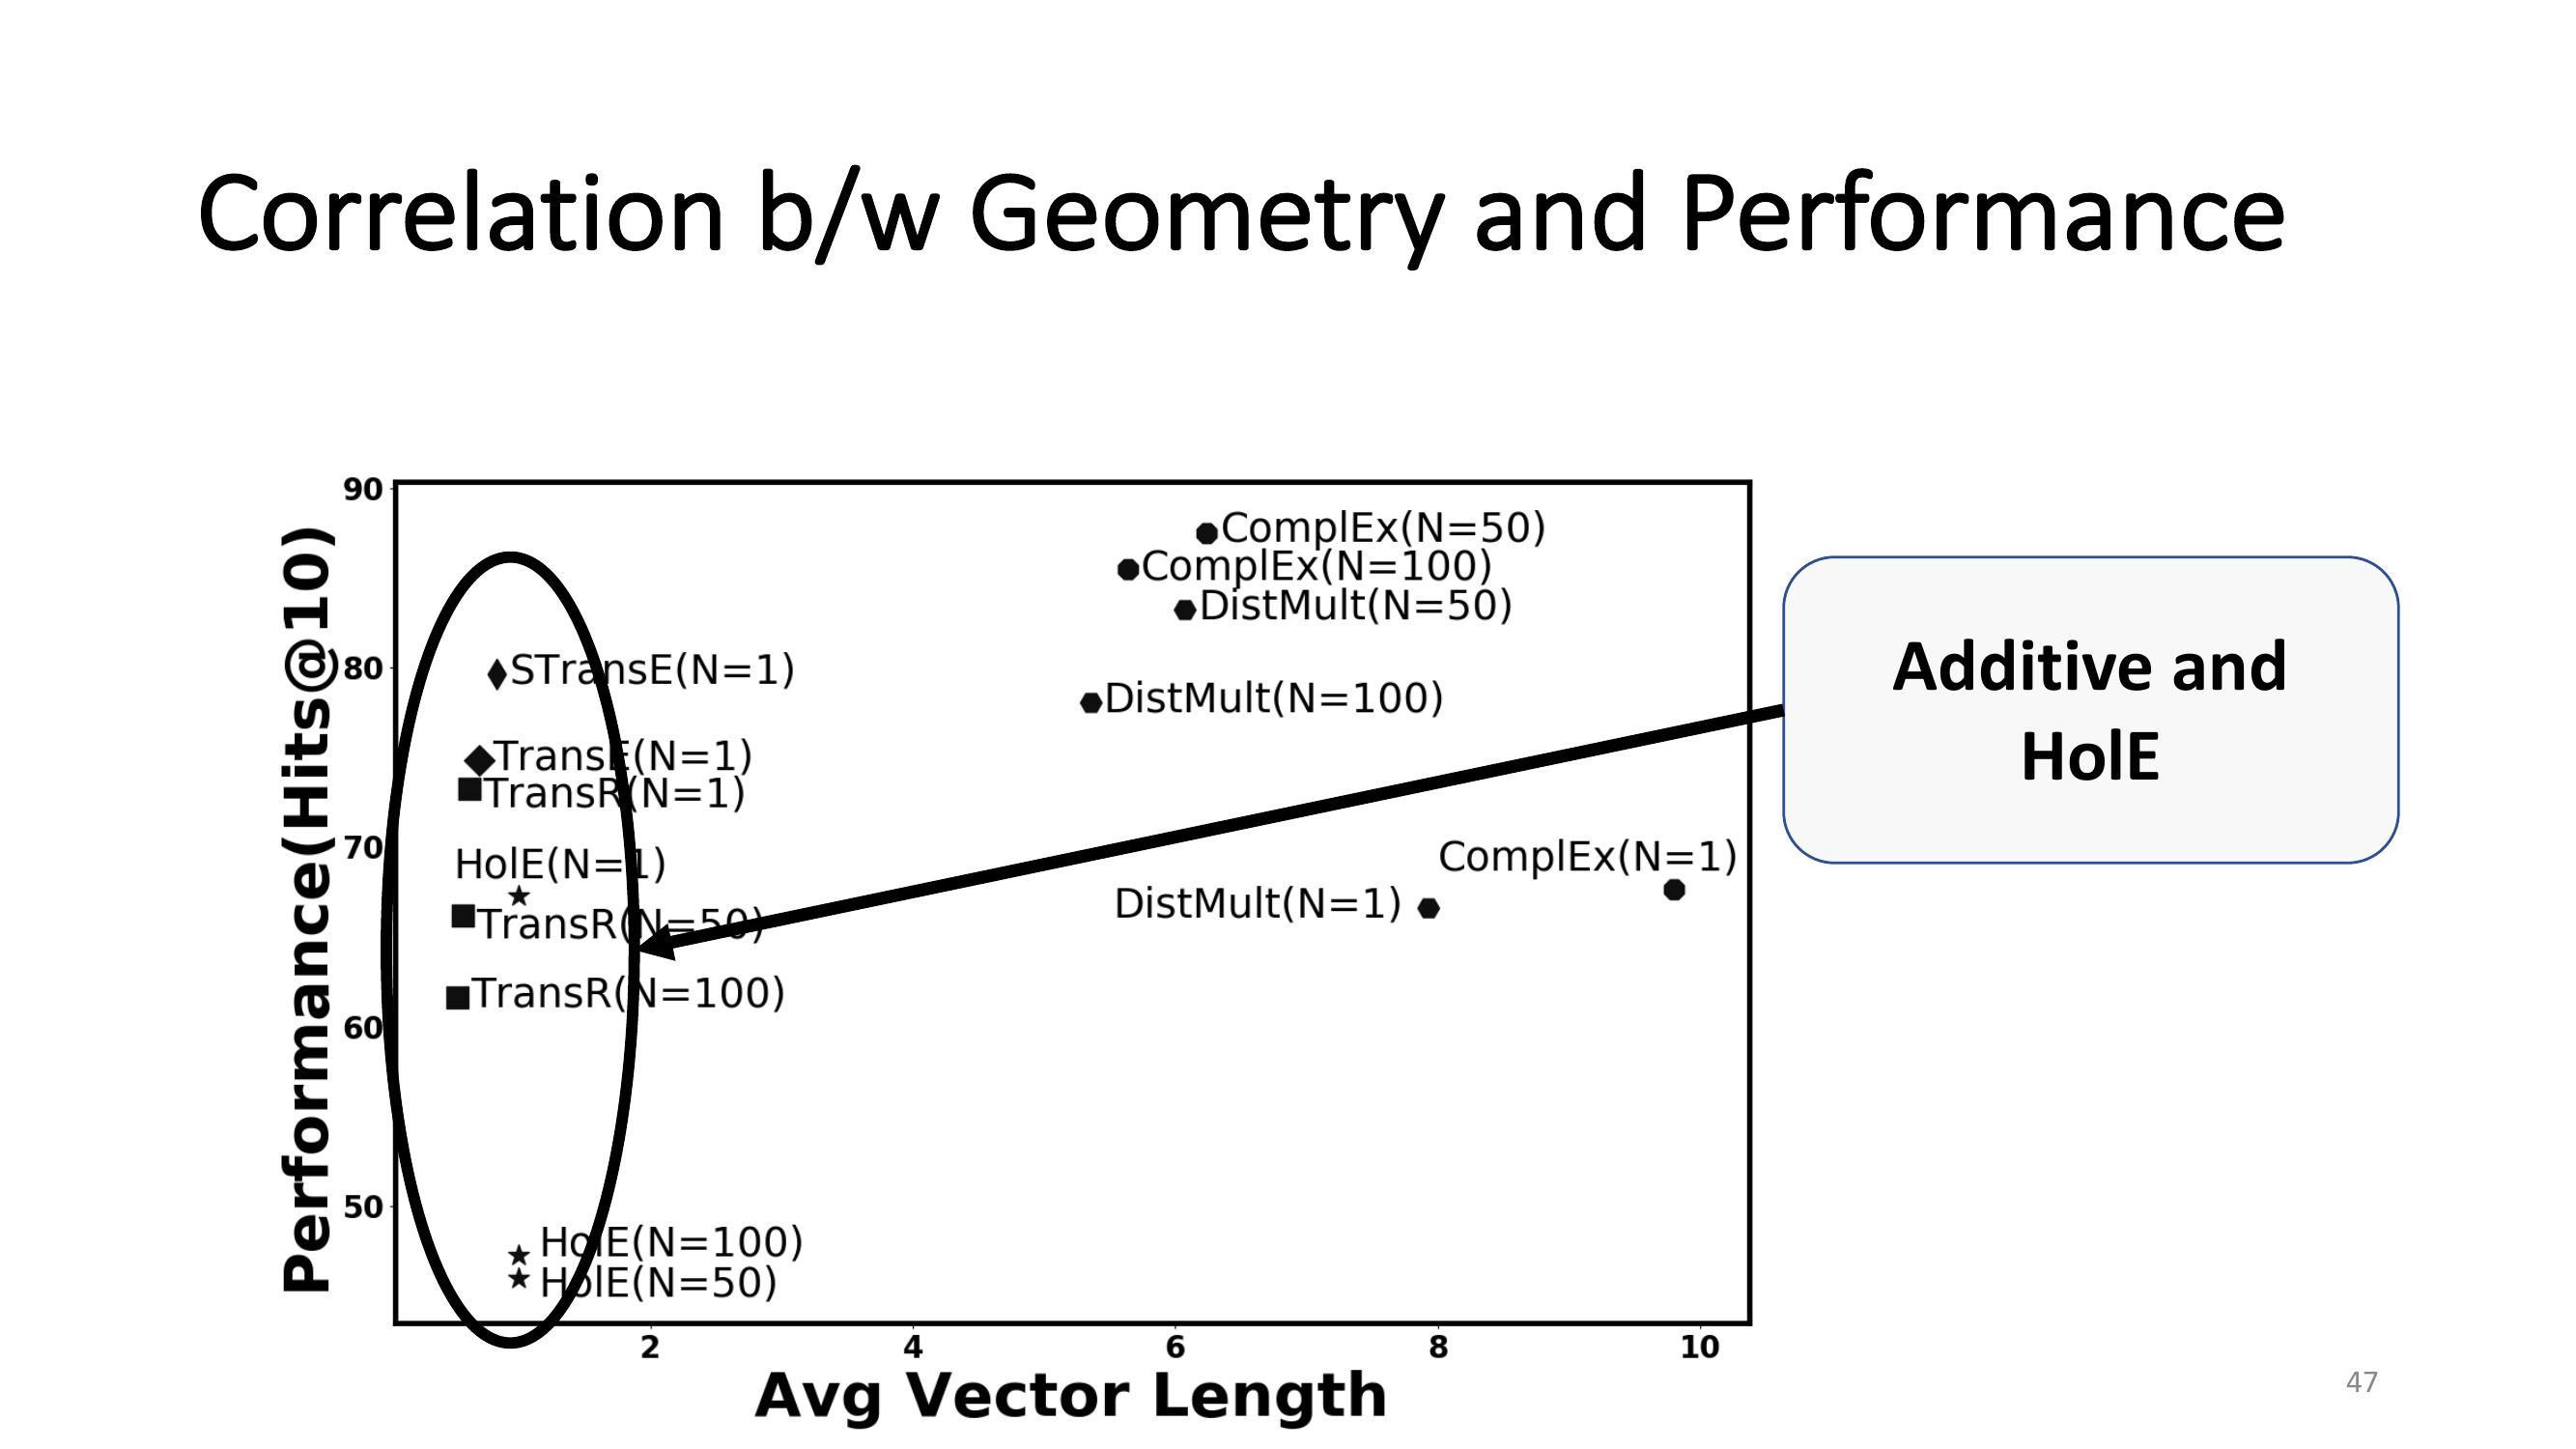 Correlation b/w Geometry and Performance
Performance(Hits@10)
90
80
70
60
50
ComplEx(N=50)
ComplEx(N=100)
DistMult(N=50)
STransE(N=1)
DistMult(N=100)
TransE(N=1)
TransR(N=1)
HolE(N=1)
ComplEx(N=1)
DistMult(N=1)
TransR(N=50)
TransR(N=100)
HolE(N=100)
HolE(N=50)
2 4 6 8 10
Avg Vector Length
Additive and
HolE
47